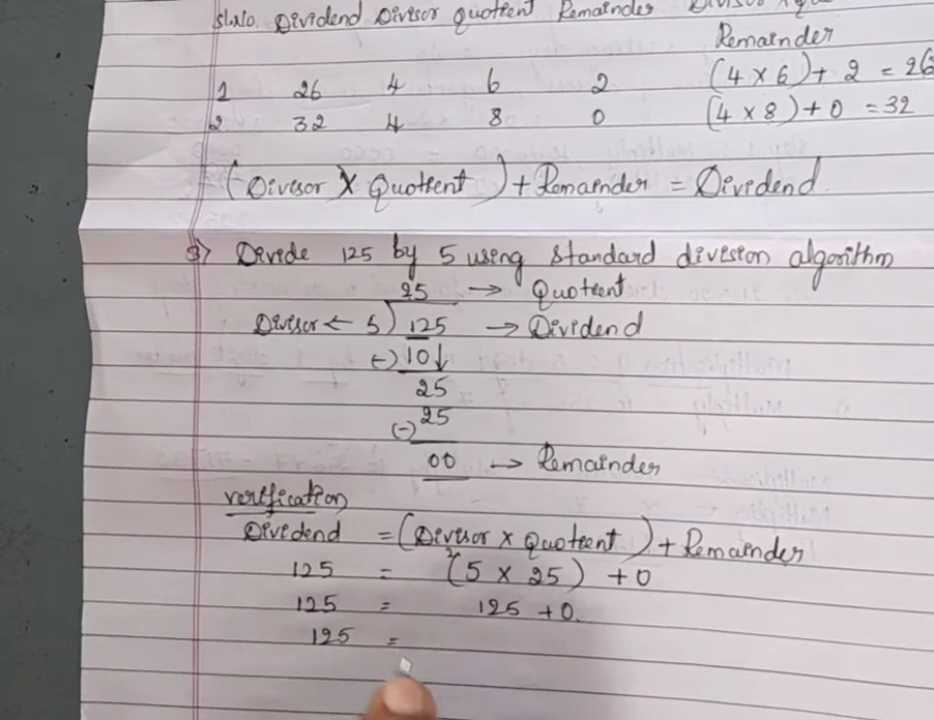 Sl.No. Dividend Divisor Quotient Remainder
Remainder
1 26 4 6 2 (4 × 6) + 2 = 26
2 32 4 8 0 (4 × 8) + 0 = 32
(Divisor × Quotient) + Remainder = Dividend
3) Divide 125 by 5 using Standard division algorithm
25 → Quotient
Divisor ← 5) 125 → Dividend
(-) 10↓
25
(-) 25
00 → Remainder
verification
Dividend = (Divisor × Quotient) + Remainder
125 = (5 × 25) + 0
125 = 125 + 0.
125 =